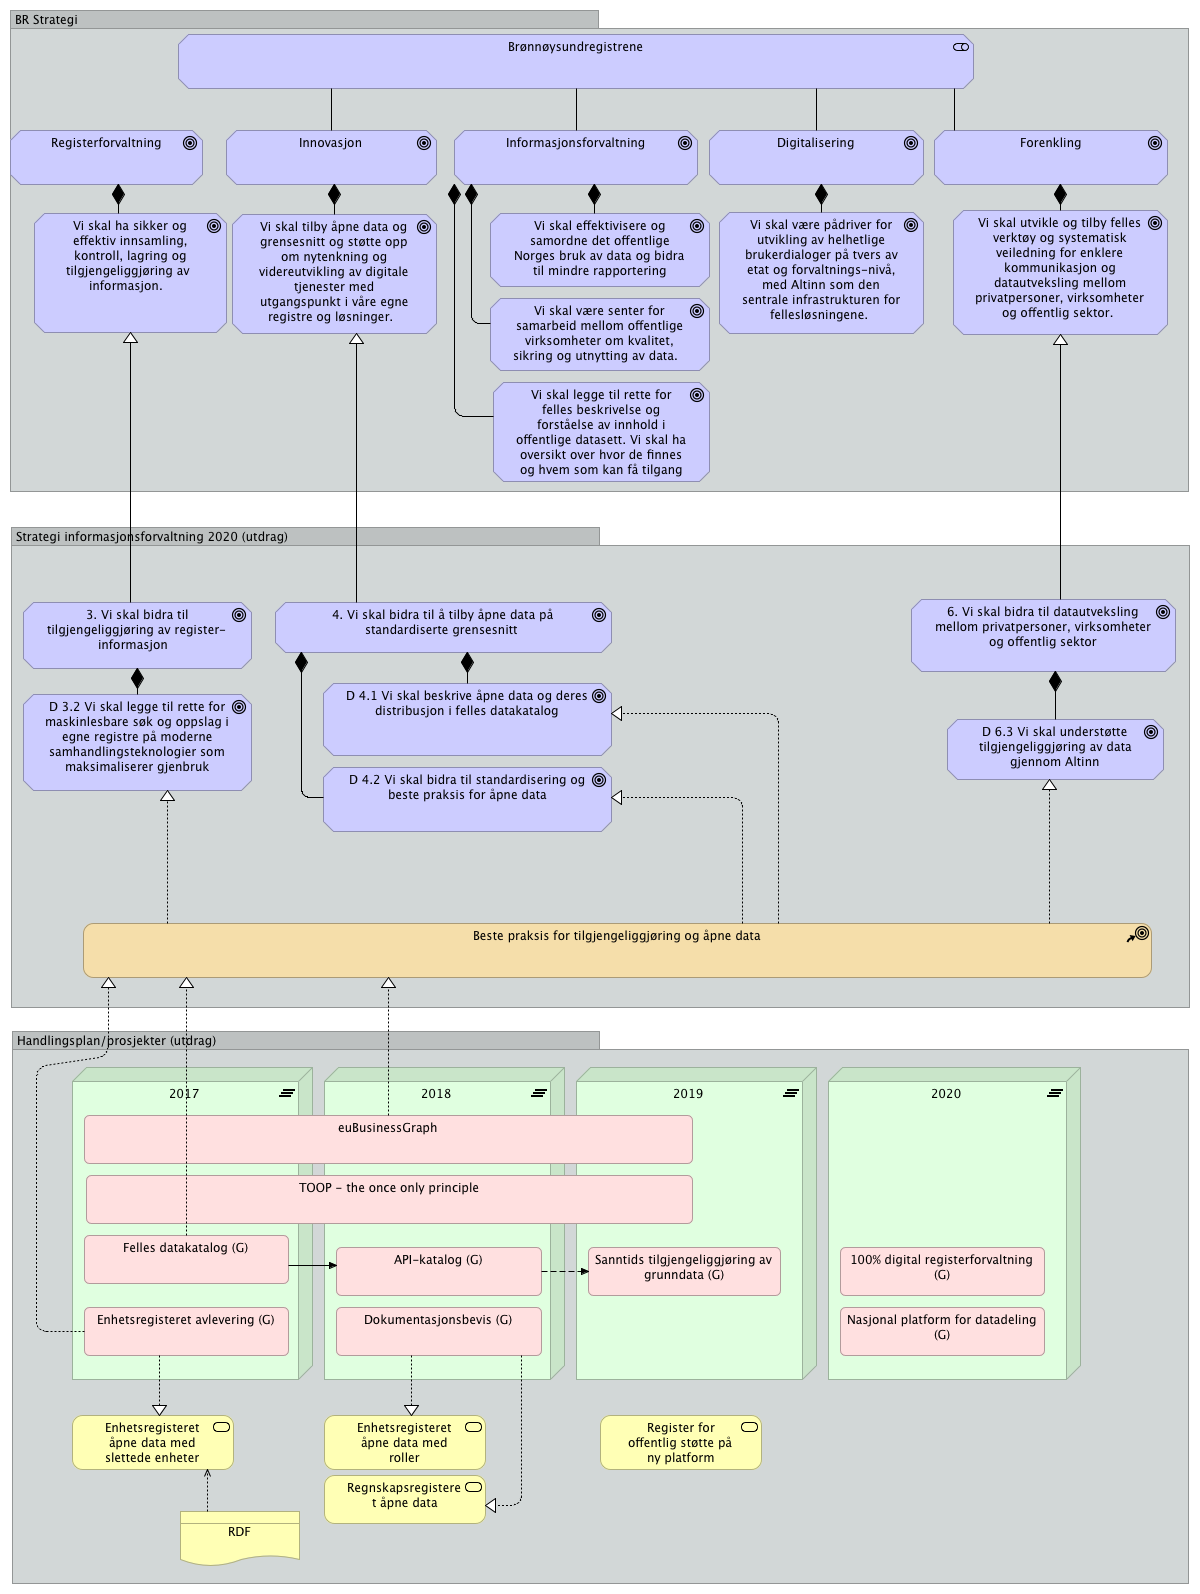 BR Strategi
Brønnøysundregistrene
Registerforvaltning
Innovasjon
Informasjonsforvaltning
Digitalisering
Forenkling
Vi skal ha sikker og
effektiv innsamling,
kontroll, lagring og
tilgjengeliggjøring av
informasjon.
Vi skal tilby åpne data og
grensesnitt og støtte opp
om nytenkning og
videreutvikling av digitale
tjenester med
utgangspunkt i våre egne
registre og løsninger.
Vi skal effektivisere og
samordne det offentlige
Norges bruk av data og bidra
til mindre rapportering
Vi skal være senter for
samarbeid mellom offentlige
virksomheter om kvalitet,
sikring og utnytting av data.
Vi skal legge til rette for
felles beskrivelse og
forståelse av innhold i
offentlige datasett. Vi skal ha
oversikt over hvor de finnes
og hvem som kan få tilgang
Vi skal være pådriver for
utvikling av helhetlige
brukerdialoger på tvers av
etat og forvaltnings-nivå,
med Altinn som den
sentrale infrastrukturen for
fellesløsningene.
Vi skal utvikle og tilby felles
verktøy og systematisk
veiledning for enklere
kommunikasjon og
datautveksling mellom
privatpersoner, virksomheter
og offentlig sektor.
Strategi informasjonsforvaltning 2020 (utdrag)
3. Vi skal bidra til
tilgjengeliggjøring av register-
informasjon
4. Vi skal bidra til å tilby åpne data på
standardiserte grensesnitt
6. Vi skal bidra til datautveksling
mellom privatpersoner, virksomheter
og offentlig sektor
D 3.2 Vi skal legge til rette for
maskinlesbare søk og oppslag i
egne registre på moderne
samhandlingsteknologier som
maksimaliserer gjenbruk
D 4.1 Vi skal beskrive åpne data og deres
distribusjon i felles datakatalog
D 4.2 Vi skal bidra til standardisering og
beste praksis for åpne data
D 6.3 Vi skal understøtte
tilgjengeliggjøring av data
gjennom Altinn
Beste praksis for tilgjengeliggjøring og åpne data
Handlingsplan/prosjekter (utdrag)
2017
2018
2019
2020
euBusinessGraph
TOOP - the once only principle
Felles datakatalog (G)
API-katalog (G)
Sanntids tilgjengeliggjøring av
grunndata (G)
100% digital registerforvaltning
(G)
Enhetsregisteret avlevering (G)
Dokumentasjonsbevis (G)
Nasjonal platform for datadeling
(G)
Enhetsregisteret
åpne data med
slettede enheter
Enhetsregisteret
åpne data med
roller
Register for
offentlig støtte på
ny platform
Regnskapsregistere
t åpne data
RDF